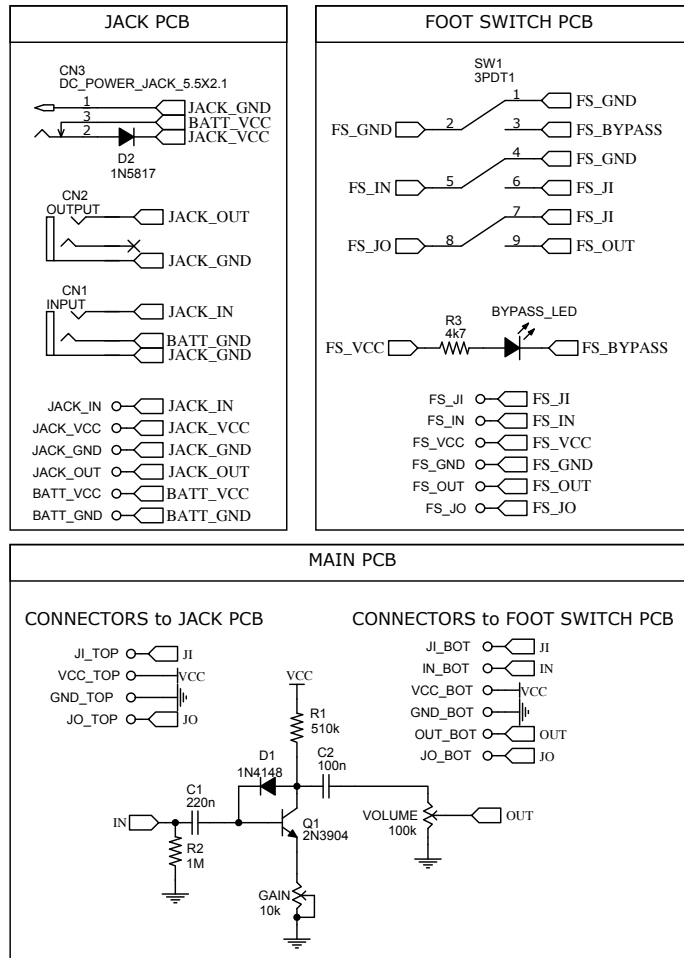 JACK PCB
CN3
DC_POWER_JACK_5.5X2.1
1 JACK_GND
3 BATT_VCC
2 JACK_VCC
D2
1N5817
CN2
OUTPUT
JACK_OUT
JACK_GND
CN1
INPUT
JACK_IN
BATT_GND
JACK_GND
JACK_IN JACK_IN
JACK_VCC JACK_VCC
JACK_GND JACK_GND
JACK_OUT JACK_OUT
BATT_VCC BATT_VCC
BATT_GND BATT_GND
FOOT SWITCH PCB
SW1
3PDT1
1 FS_GND
FS_GND 2
3 FS_BYPASS
4 FS_GND
FS_IN 5
6 FS_JI
7 FS_JI
FS_JO 8
9 FS_OUT
BYPASS_LED
R3
4k7
FS_VCC FS_BYPASS
FS_JI FS_JI
FS_IN FS_IN
FS_VCC FS_VCC
FS_GND FS_GND
FS_OUT FS_OUT
FS_JO FS_JO
MAIN PCB
CONNECTORS to JACK PCB
JI_TOP JI
VCC_TOP VCC
GND_TOP
JO_TOP JO
CONNECTORS to FOOT SWITCH PCB
JI_BOT JI
IN_BOT IN
VCC_BOT VCC
GND_BOT
OUT_BOT OUT
JO_BOT JO
VCC
R1
510k
D1
1N4148
C2
100n
C1
220n
IN
R2
1M
Q1
2N3904
VOLUME
100k
OUT
GAIN
10k